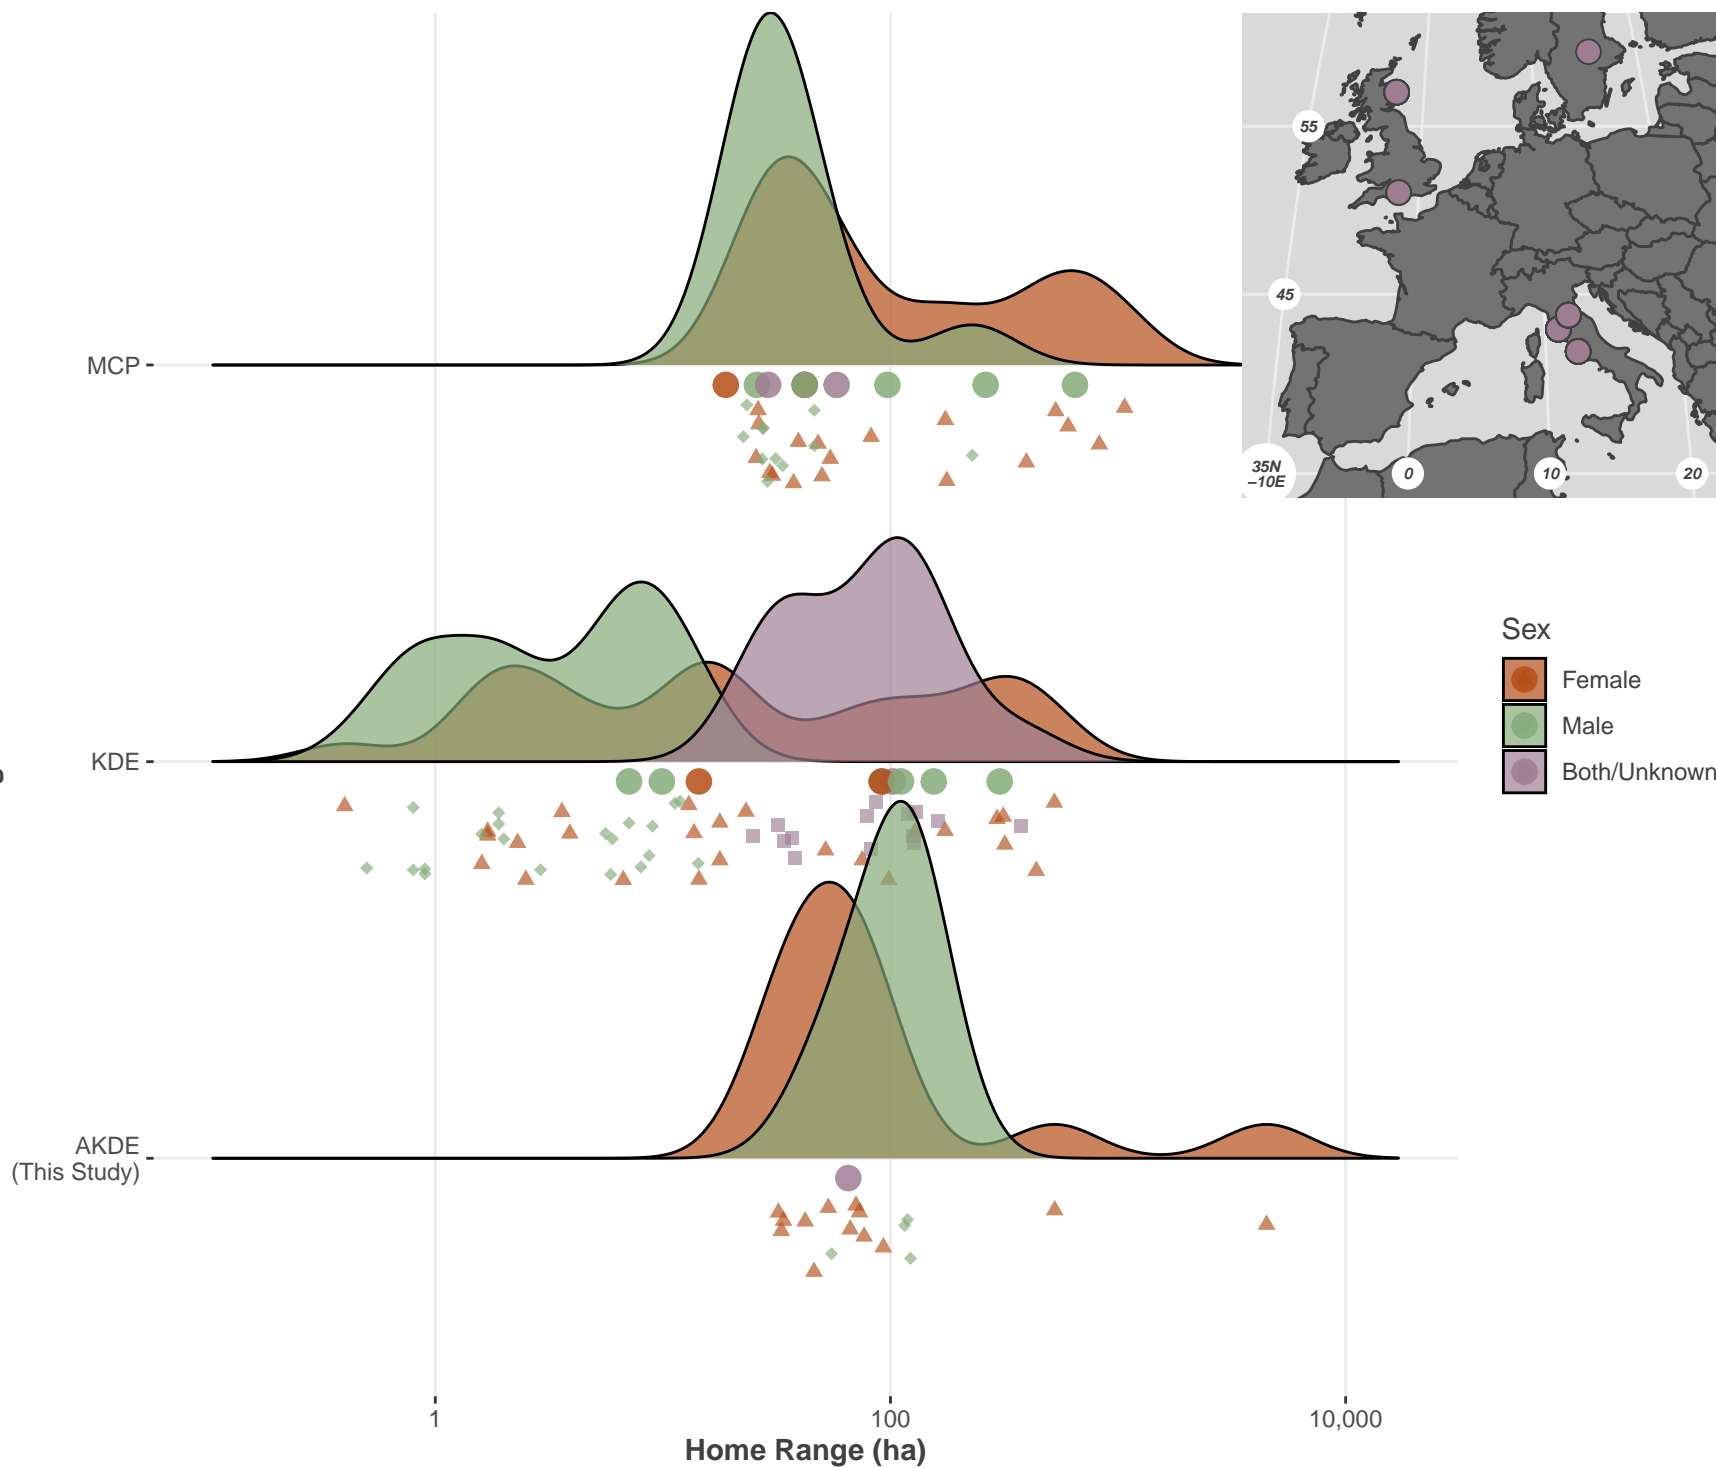 55
45
35N
–10E
0
10
20
MCP
KDE
AKDE
(This Study)
Sex
Female
Male
Both/Unknown
1
100
10,000
Home Range (ha)